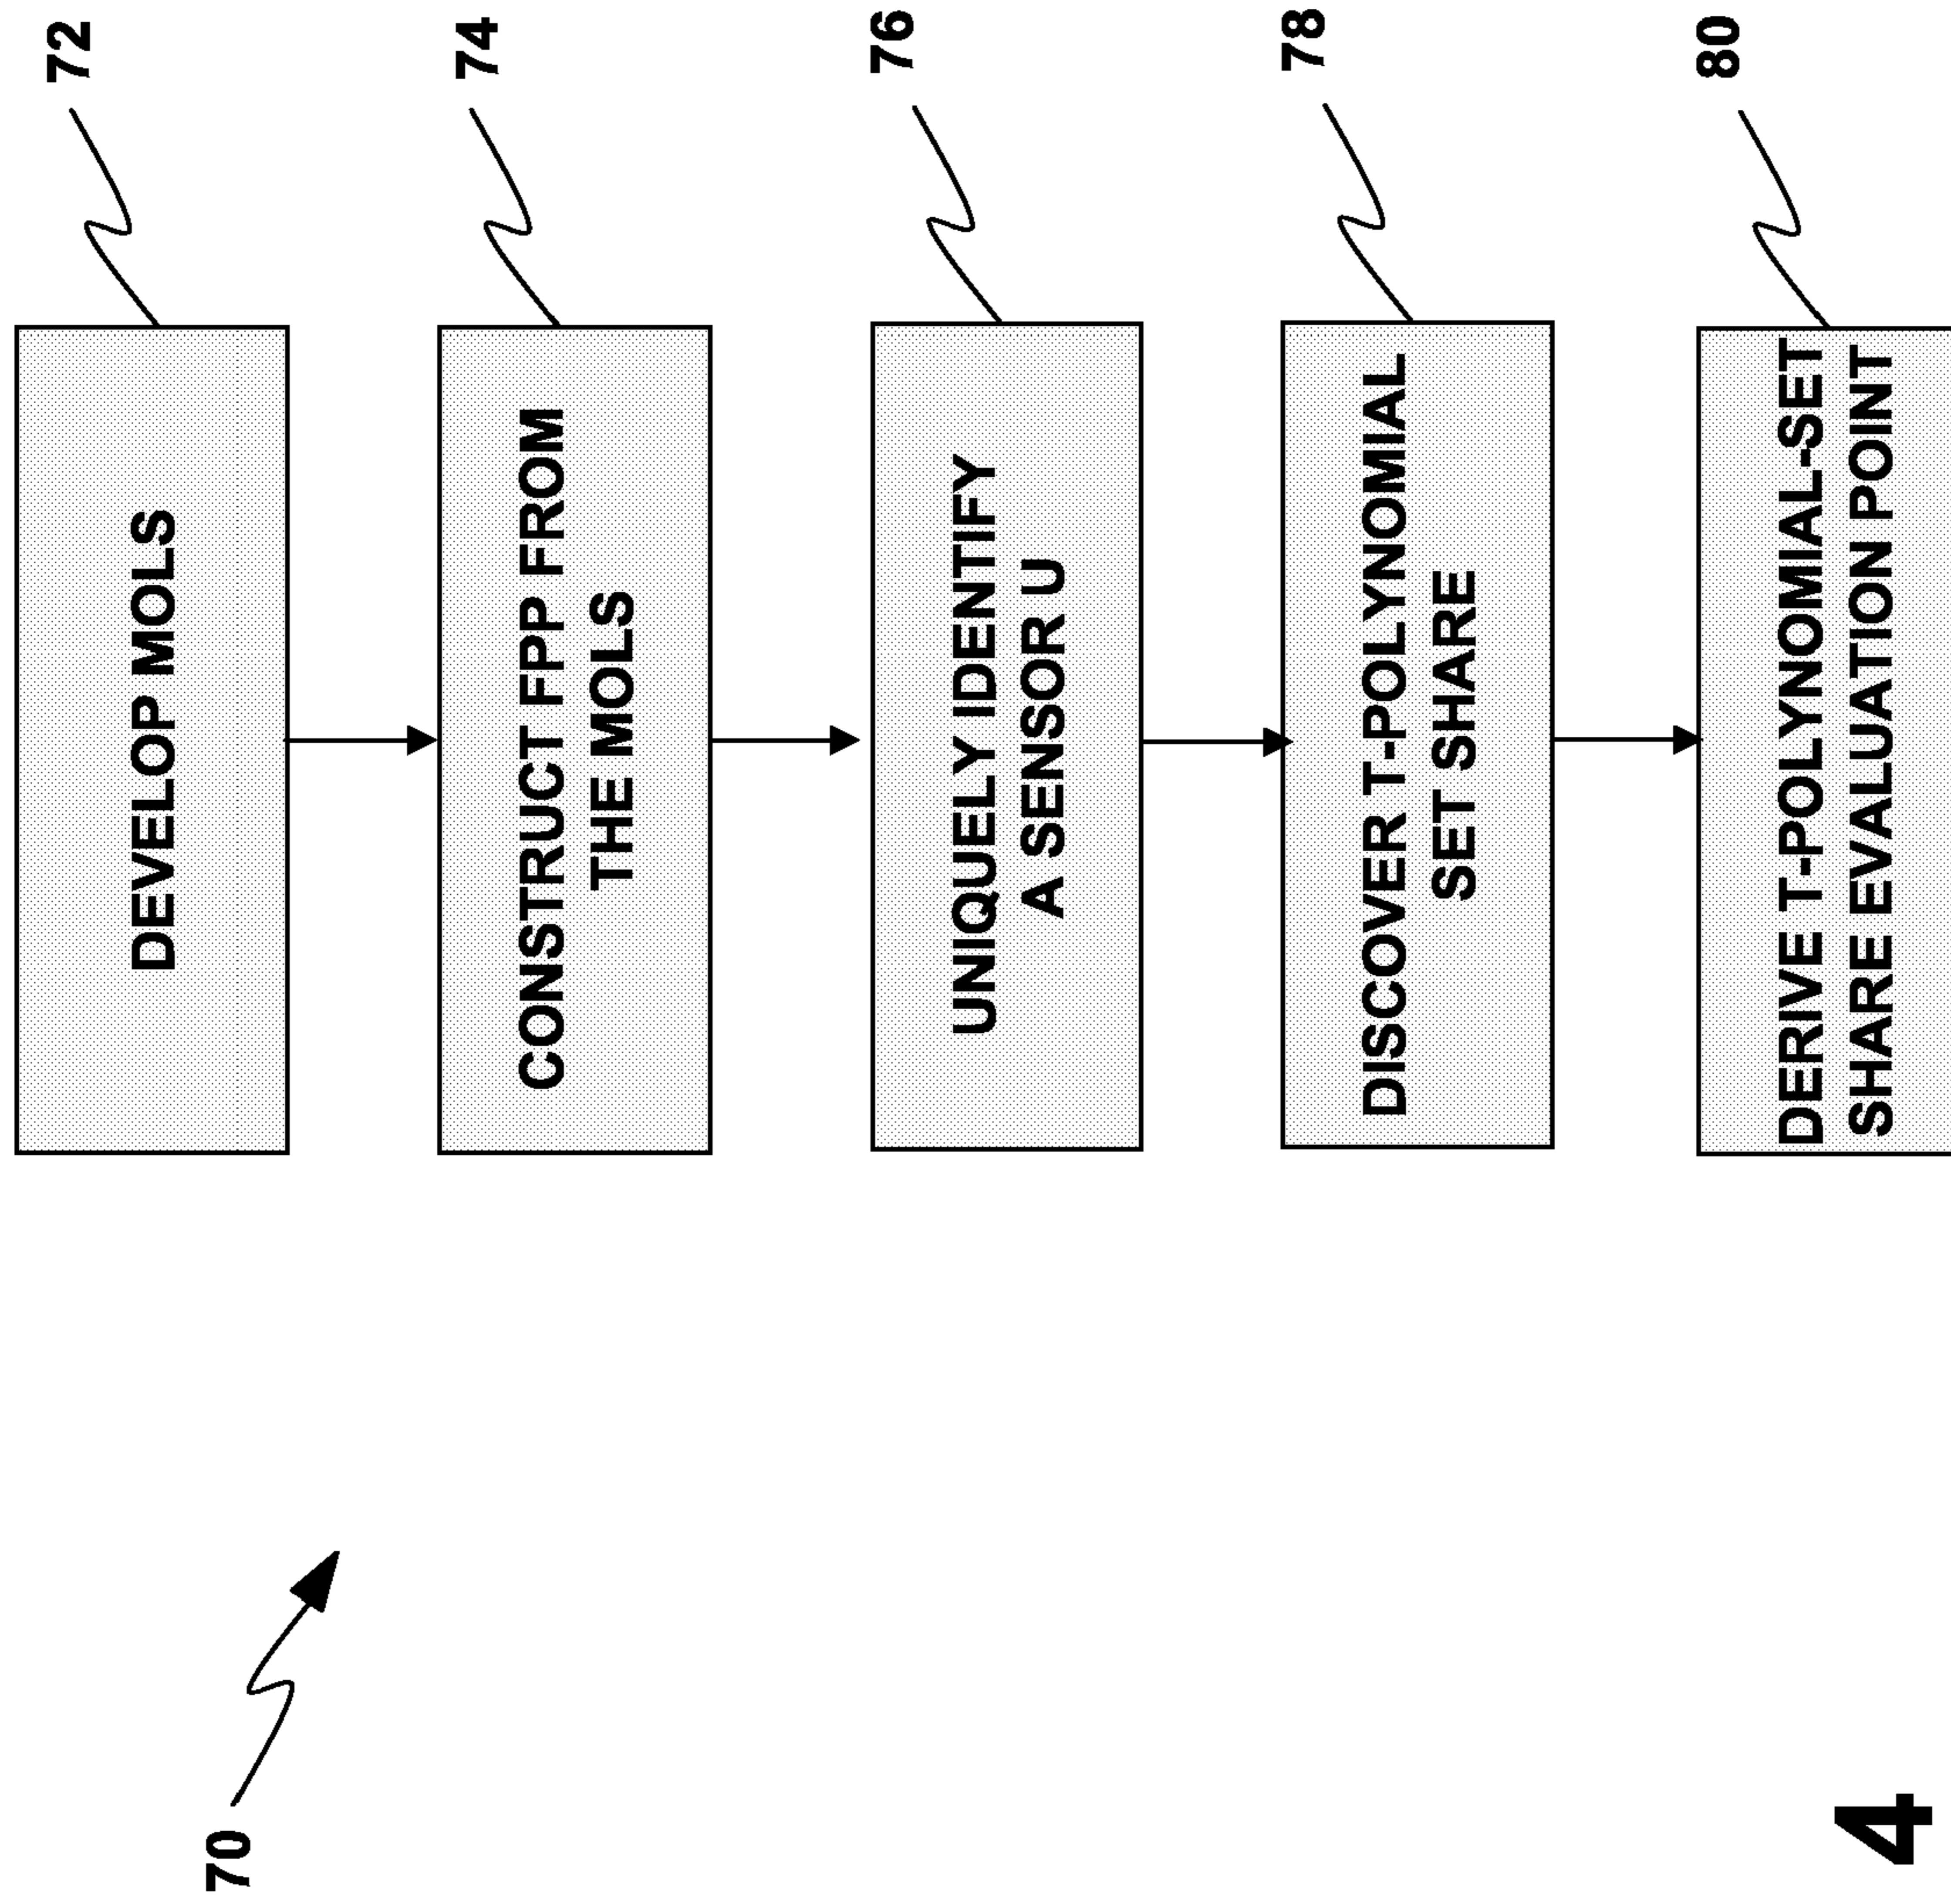 70
72
DEVELOP MOLS
74
CONSTRUCT FPP FROM
THE MOLS
76
UNIQUELY IDENTIFY
A SENSOR U
78
DISCOVER T-POLYNOMIAL
SET SHARE
80
DERIVE T-POLYNOMIAL-SET
SHARE EVALUATION POINT
4